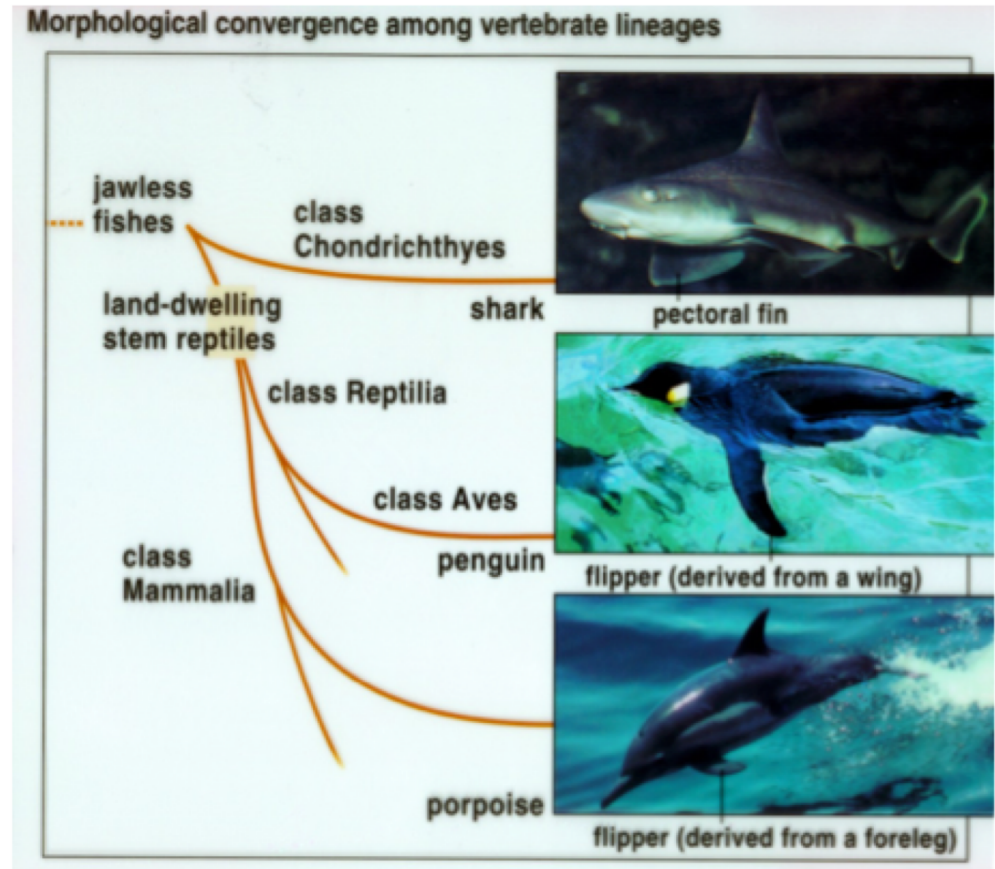 Morphological convergence among vertebrate lineages
jawless
fishes
class
Chondrichthyes
land-dwelling
stem reptiles
shark
pectoral fin
class Reptilia
class Aves
penguin
class
Mammalia
flipper (derived from a wing)
porpoise
flipper (derived from a foreleg)